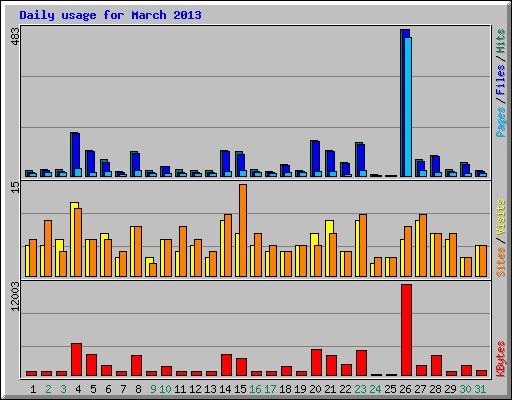 Daily usage for March 2013
483
Pages / Files / Hits
15
Sites / Visits
12003
KBytes
1 2 3 4 5 6 7 8 9 10 11 12 13 14 15 16 17 18 19 20 21 22 23 24 25 26 27 28 29 30 31